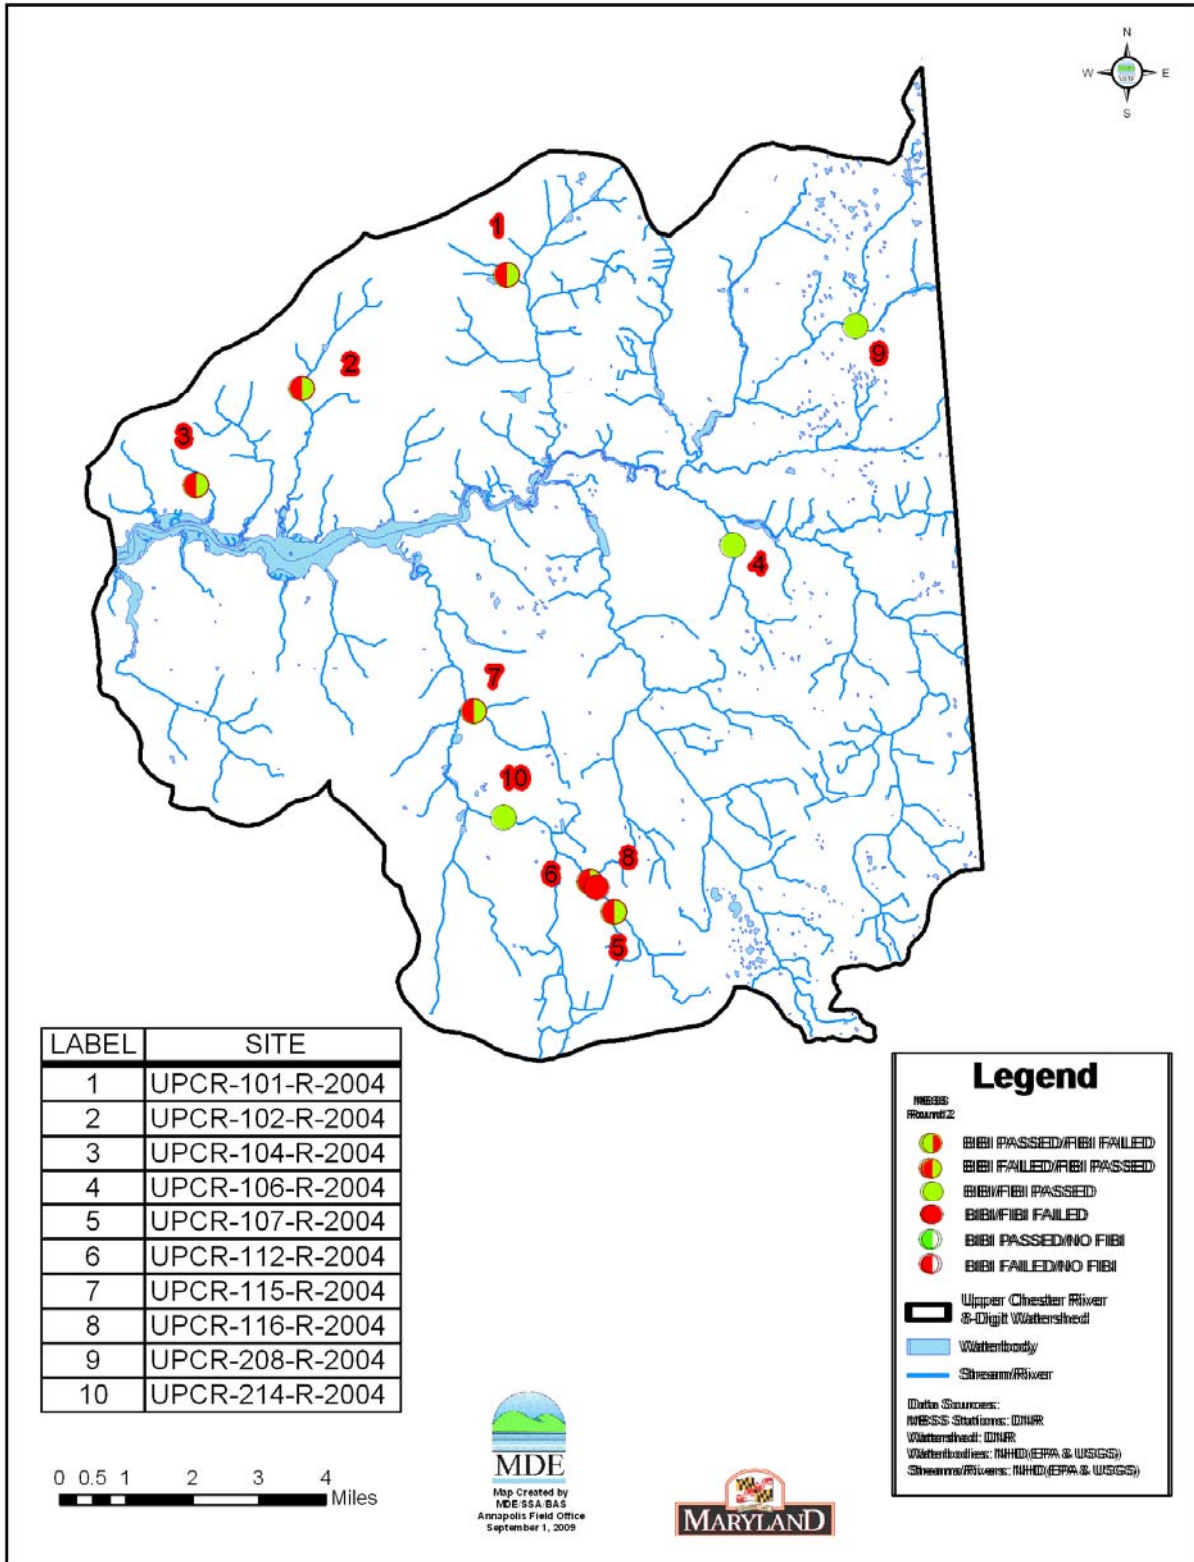 N
W E
S
1
2
3
9
4
7
10
6
8
5
LABEL SITE
1 UPCR-101-R-2004
2 UPCR-102-R-2004
3 UPCR-104-R-2004
4 UPCR-106-R-2004
5 UPCR-107-R-2004
6 UPCR-112-R-2004
7 UPCR-115-R-2004
8 UPCR-116-R-2004
9 UPCR-208-R-2004
10 UPCR-214-R-2004
Legend
MBSS
Round 2
BIBI PASSED/FIBI FAILED
BIBI FAILED/FIBI PASSED
BIBI/FIBI PASSED
BIBI/FIBI FAILED
BIBI PASSED/NO FIBI
BIBI FAILED/NO FIBI
Upper Chester River
8-Digit Watershed
Waterbody
Stream/River
Data Sources:
MBSS Stations: DNR
Watershed: DNR
Waterbodies: NHD (EPA & USGS)
Streams/Rivers: NHD (EPA & USGS)
0 0.5 1 2 3 4
Miles
MDE
Map Created by
MDE/SSA/BAS
Annapolis Field Office
September 1, 2009
MARYLAND